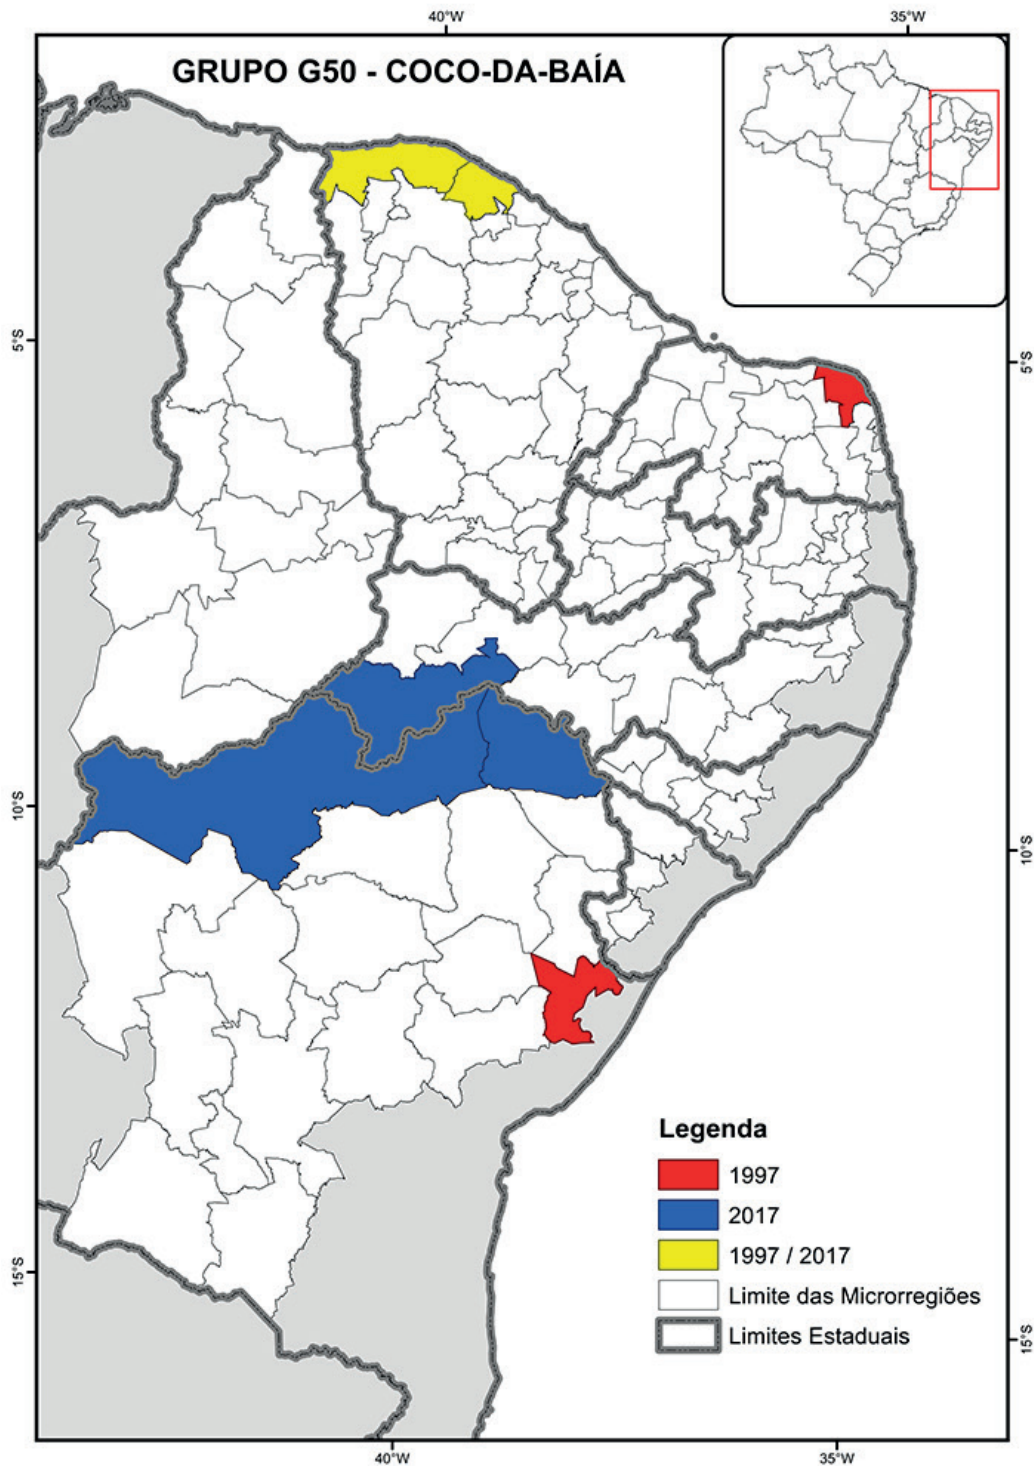 40°W
35°W
GRUPO G50 - COCO-DA-BAÍA
5°S
5°S
10°S
10°S
Legenda
1997
2017
1997 / 2017
15°S
Limite das Microrregiões
Limites Estaduais
15°S
40°W
35°W